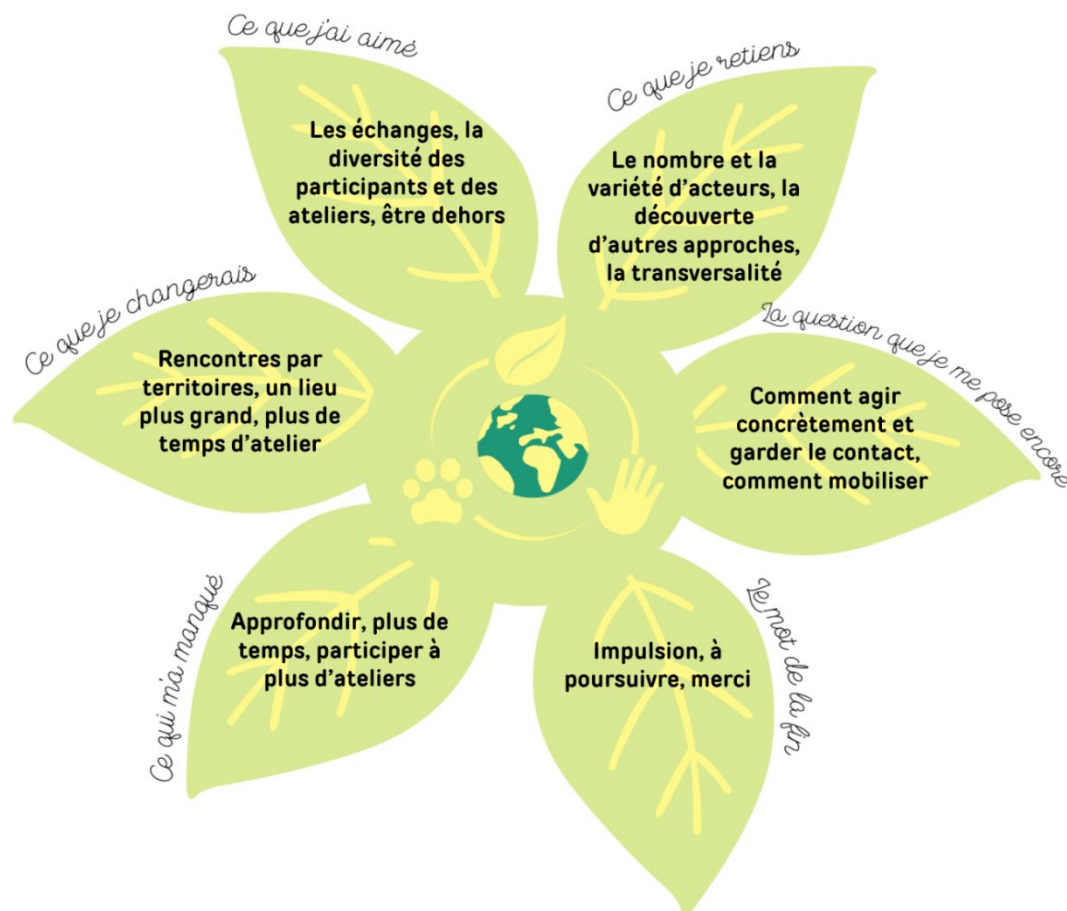 Ce que j'ai aimé
Les échanges, la
diversité des
participants et des
ateliers, être dehors
Ce que je retiens
Le nombre et la
variété d'acteurs, la
découverte
d'autres approches,
la transversalité
Ce que je changerais
Rencontres par
territoires, un lieu
plus grand, plus de
temps d'atelier
La question que je me pose encore
Comment agir
concrètement et
garder le contact,
comment mobiliser
Ce qui m'a manqué
Approfondir, plus de
temps, participer à
plus d'ateliers
Le mot de la fin
Impulsion, à
poursuivre, merci